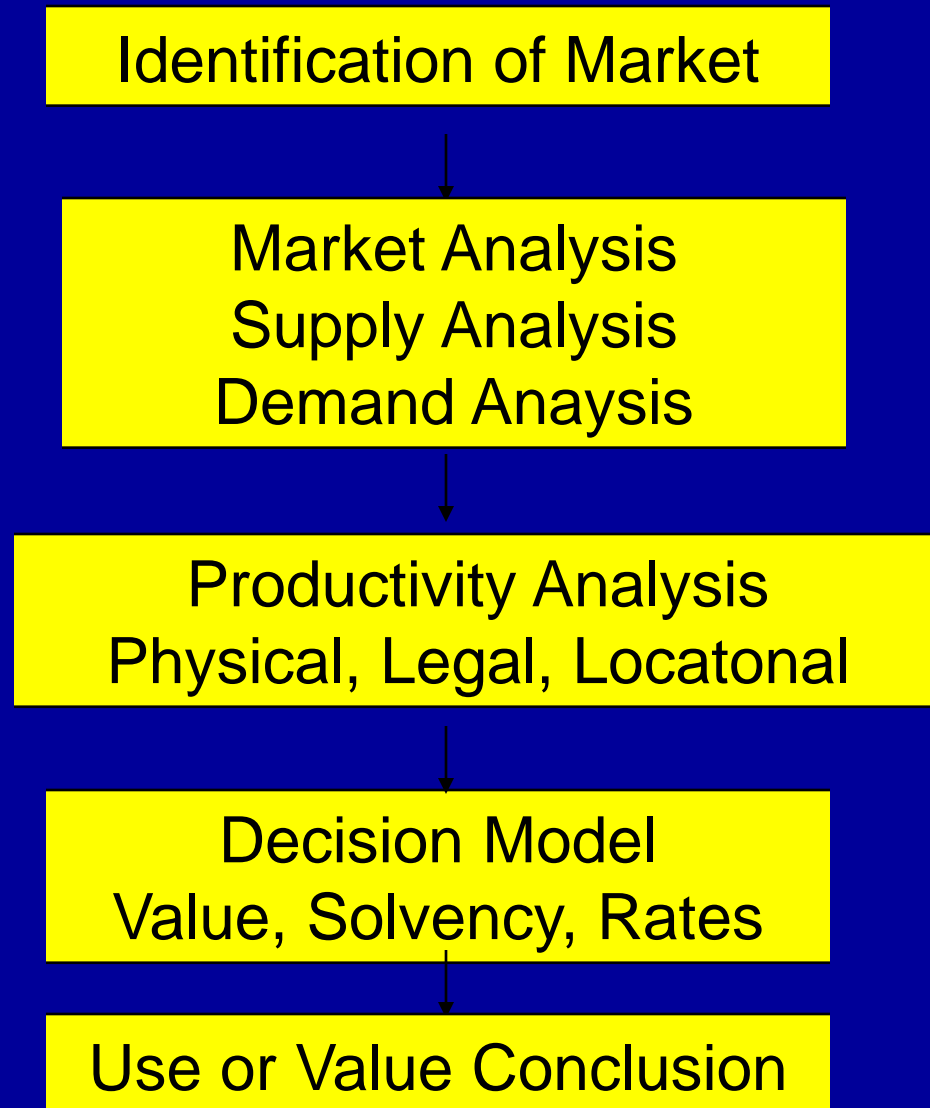 Identification of Market
Market Analysis
Supply Analysis
Demand Anaysis
Productivity Analysis
Physical, Legal, Locatonal
Decision Model
Value, Solvency, Rates
Use or Value Conclusion